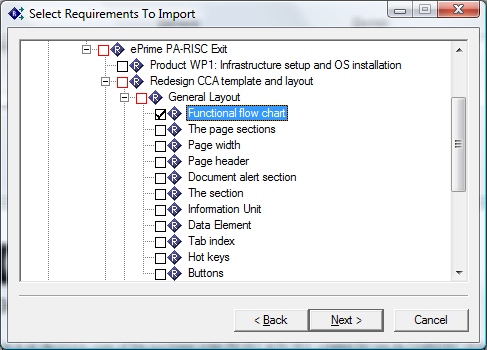 Select Requirements To Import
ePrime PA-RISC Exit
Product WP1: Infrastructure setup and OS installation
Redesign CCA template and layout
General Layout
Functional flow chart
The page sections
Page width
Page header
Document alert section
The section
Information Unit
Data Element
Tab index
Hot keys
Buttons
< Back
Next >
Cancel